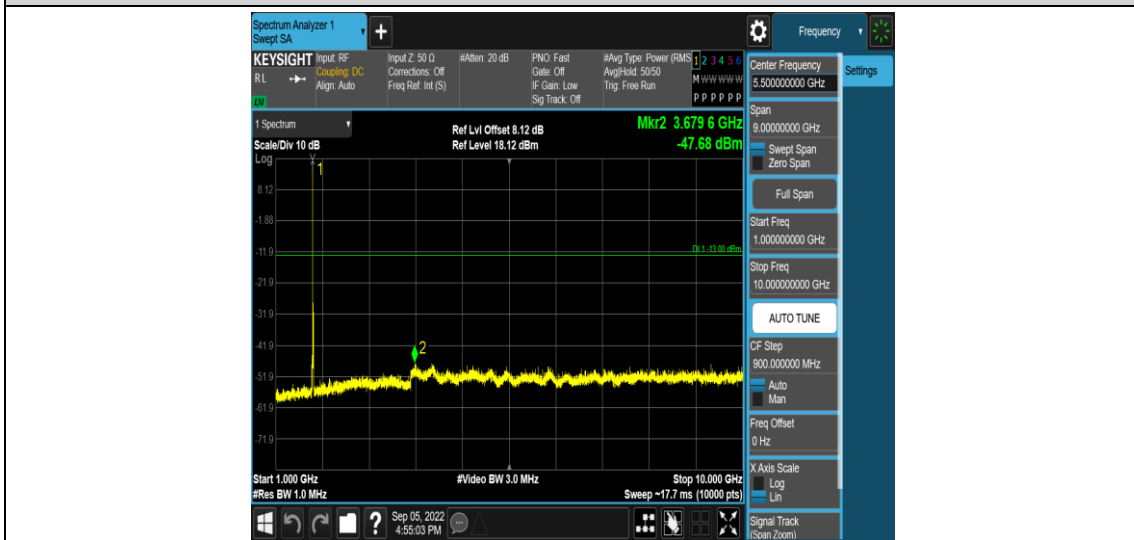 Spectrum Analyzer 1
Swept SA
+
Frequency
KEYSIGHT
RL
Input: RF
Coupling: DC
Align: Auto
Input Z: 50 Ω
Corrections: Off
Freq Ref: Int (S)
#Atten: 20 dB
PNO: Fast
Gate: Off
IF Gain: Low
Sig Track: Off
#Avg Type: Power (RMS
Avg|Hold: 50/50
Trig: Free Run
1 2 3 4 5 6
M W W W W W
P P P P P P
1 Spectrum
Scale/Div 10 dB
Ref Lvl Offset 8.12 dB
Ref Level 18.12 dBm
Mkr2 3.679 6 GHz
-47.68 dBm
Log
1
8.12
-1.88
-11.9
DL1 -13.00 dBm
-21.9
-31.9
-41.9
2
-51.9
-61.9
-71.9
Start 1.000 GHz
#Video BW 3.0 MHz
Stop 10.000 GHz
#Res BW 1.0 MHz
Sweep ~17.7 ms (10000 pts)
?
Sep 05, 2022
4:55:03 PM
Center Frequency
5.500000000 GHz
Settings
Span
9.00000000 GHz
Swept Span
Zero Span
Full Span
Start Freq
1.000000000 GHz
Stop Freq
10.000000000 GHz
AUTO TUNE
CF Step
900.000000 MHz
Auto
Man
Freq Offset
0 Hz
X Axis Scale
Log
Lin
Signal Track
(Span Zoom)